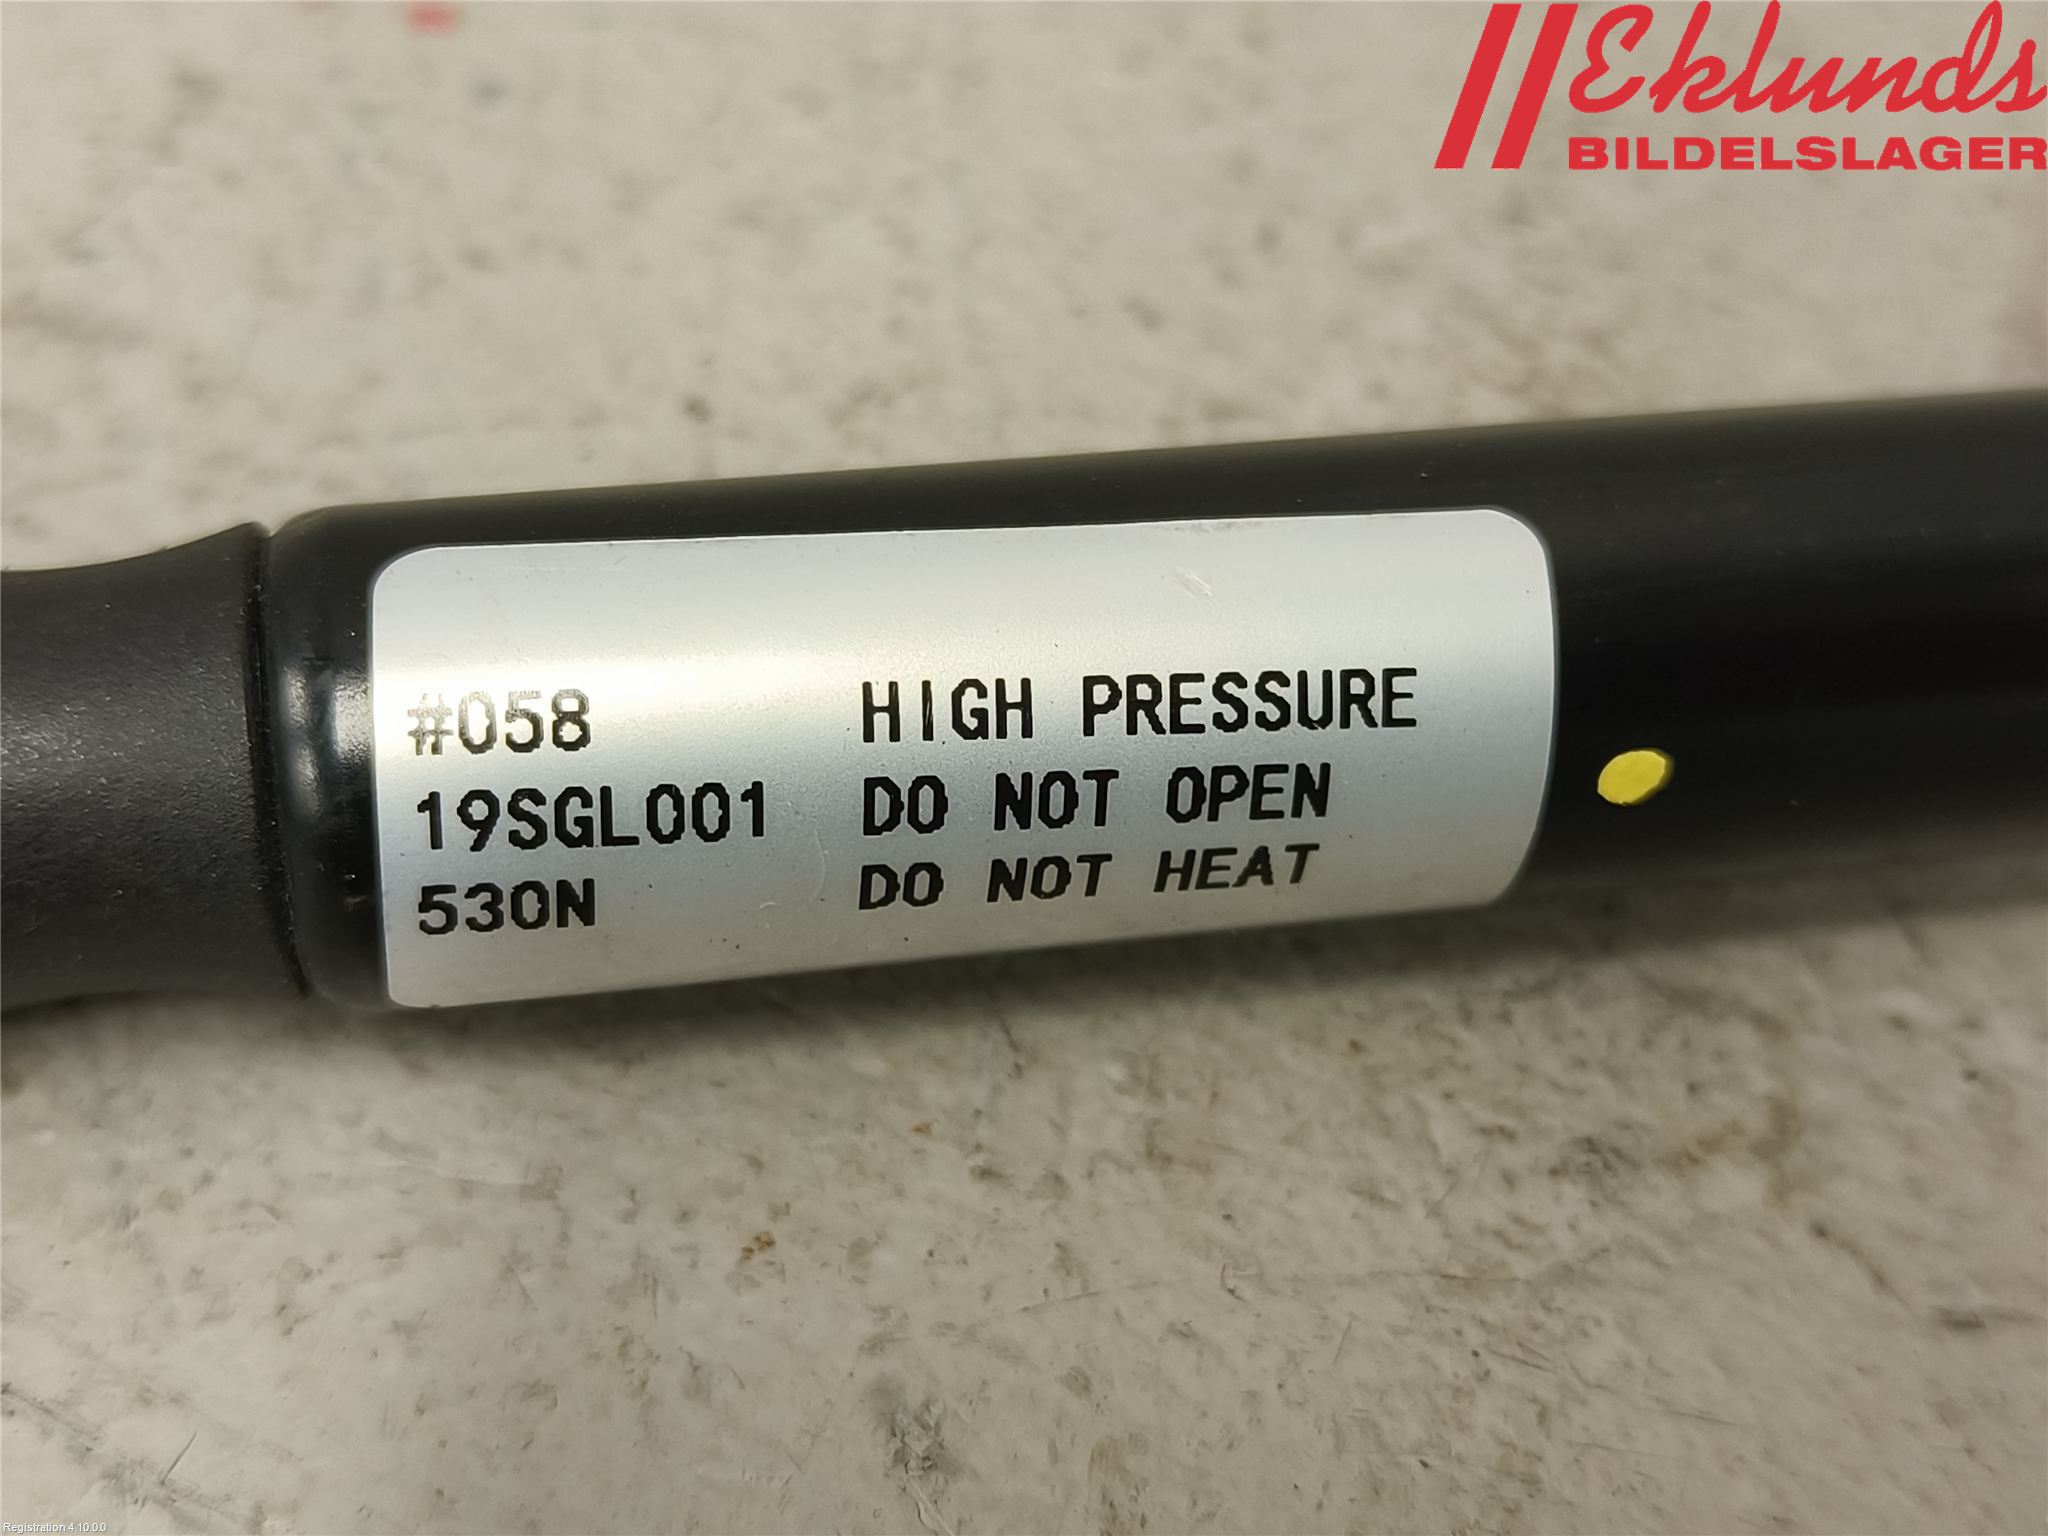 Eklunds
BILDELSLAGER
#058 HIGH PRESSURE
19SGL001 DO NOT OPEN
530N DO NOT HEAT
Registration 4.10.0.0